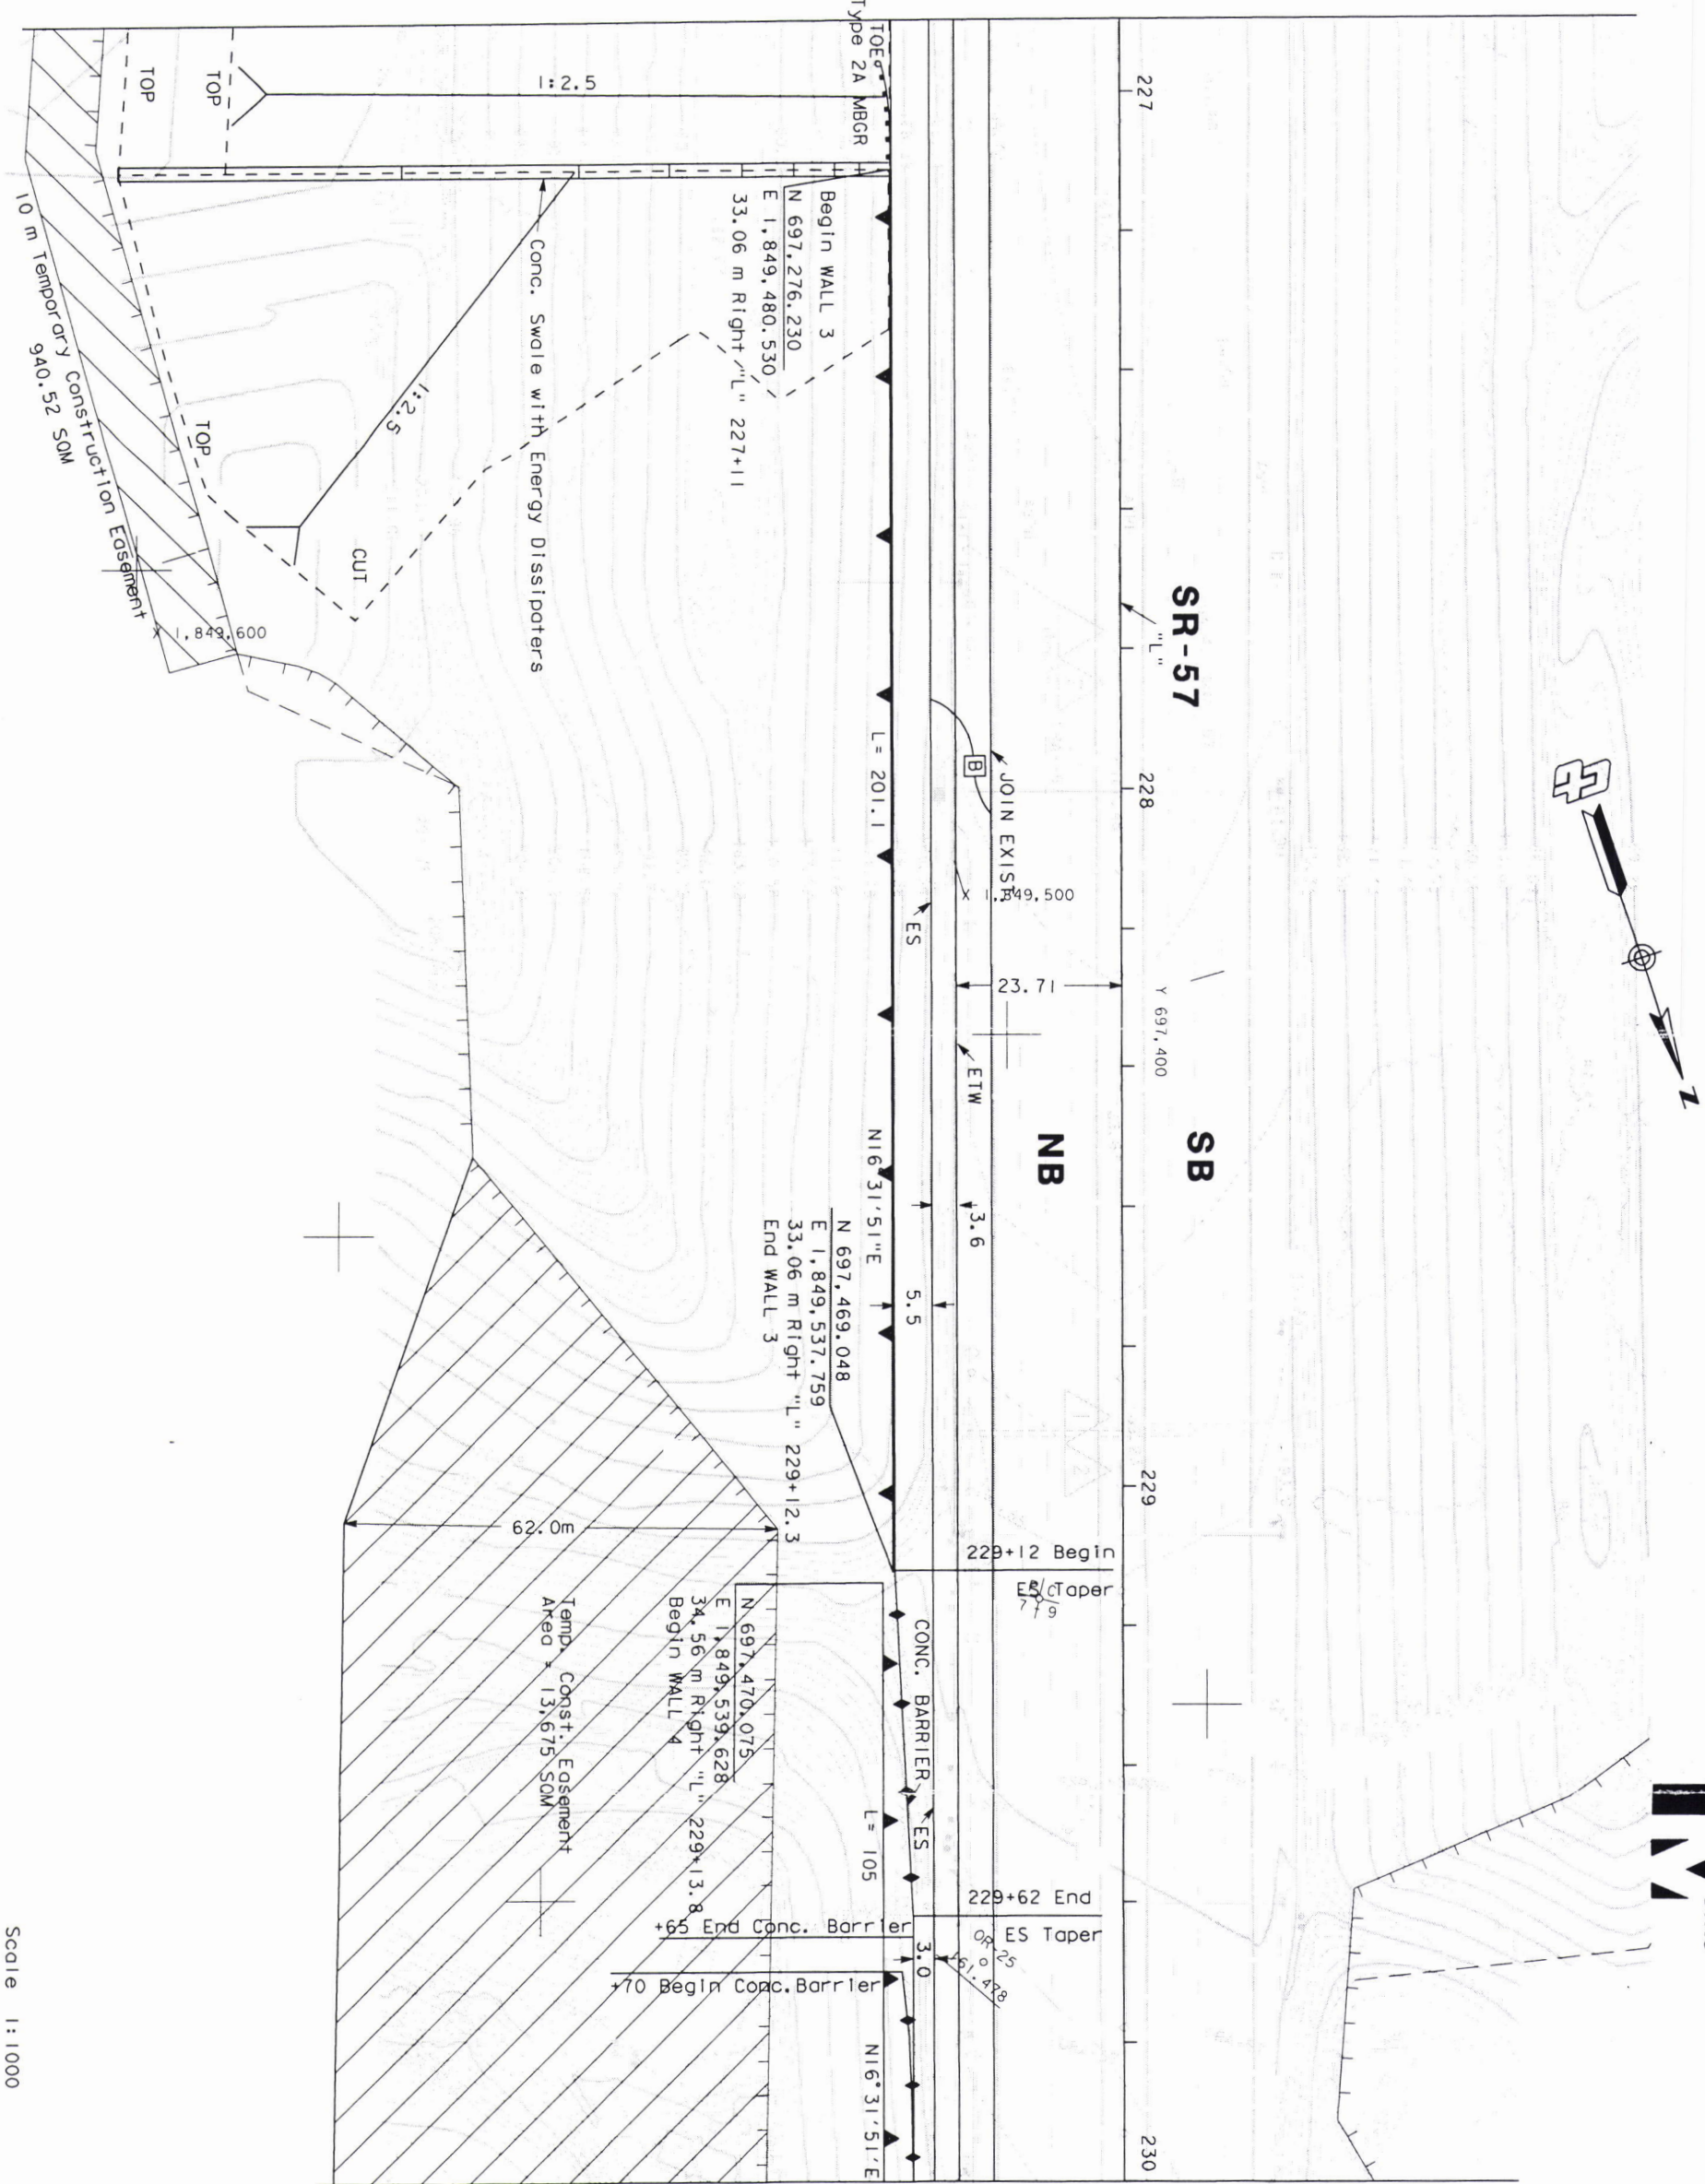 SR-57
"L"
SB
NB
227
228
229
230
Y 697,400
N
TOE
Type 2A MBGR
1:2.5
TOP
TOP
TOP
Begin WALL 3
N 697,276.230
E 1,849,480.530
33.06 m Right "L" 227+11
Conc. Swale with Energy Dissipaters
1:2.5
CUT
10 m Temporary Construction Easement
940.52 SQM
X 1,849,600
L= 201.1
B
JOIN EXIST
X 1,849,500
ES
23.71
ETW
3.6
5.5
N16°31'51"E
N 697,469.048
E 1,849,537.759
33.06 m Right "L" 229+12.3
End WALL 3
62.0m
229+12 Begin
ES Taper
N 697,470.075
E 1,849,539.628
34.56 m Right "L" 229+13.8
Begin WALL 4
Temp. Const. Easement
Area = 13,675 SQM
CONC. BARRIER
ES
L= 105
229+62 End
ES Taper
+65 End Conc. Barrier
3.0
OR-25
161.478
+70 Begin Conc.Barrier
N16°31'51"E
Scale 1:1000